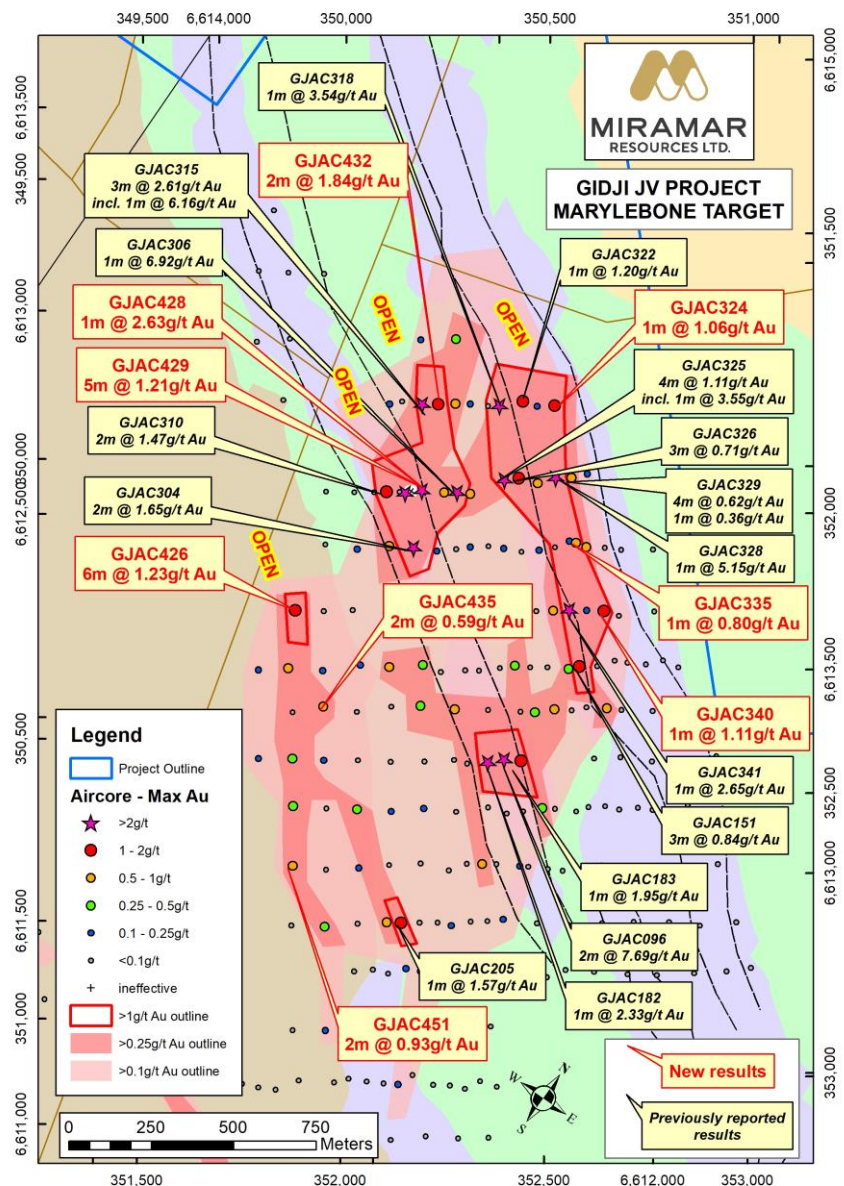 349,500
6,614,000
350,000
350,500
351,000
MIRAMAR
RESOURCES LTD.
GIDJI JV PROJECT
MARYLEBONE TARGET
GJAC318
1m @ 3.54g/t Au
GJAC432
2m @ 1.84g/t Au
GJAC315
3m @ 2.61g/t Au
incl. 1m @ 6.16g/t Au
GJAC306
1m @ 6.92g/t Au
GJAC428
1m @ 2.63g/t Au
GJAC429
5m @ 1.21g/t Au
GJAC310
2m @ 1.47g/t Au
GJAC304
2m @ 1.65g/t Au
GJAC426
6m @ 1.23g/t Au
OPEN
OPEN
OPEN
OPEN
GJAC322
1m @ 1.20g/t Au
GJAC324
1m @ 1.06g/t Au
GJAC325
4m @ 1.11g/t Au
incl. 1m @ 3.55g/t Au
GJAC326
3m @ 0.71g/t Au
GJAC329
4m @ 0.62g/t Au
1m @ 0.36g/t Au
GJAC328
1m @ 5.15g/t Au
GJAC435
2m @ 0.59g/t Au
GJAC335
1m @ 0.80g/t Au
GJAC340
1m @ 1.11g/t Au
GJAC341
1m @ 2.65g/t Au
GJAC151
3m @ 0.84g/t Au
GJAC183
1m @ 1.95g/t Au
GJAC096
2m @ 7.69g/t Au
GJAC182
1m @ 2.33g/t Au
GJAC205
1m @ 1.57g/t Au
GJAC451
2m @ 0.93g/t Au
6,613,500
349,500
6,613,000
6,612,500
350,500
6,611,500
351,000
6,611,000
6,615,000
351,500
352,000
6,613,500
352,500
6,613,000
353,000
Legend
Project Outline
Aircore - Max Au
>2g/t
1 - 2g/t
0.5 - 1g/t
0.25 - 0.5g/t
0.1 - 0.25g/t
<0.1g/t
ineffective
>1g/t Au outline
>0.25g/t Au outline
>0.1g/t Au outline
0 250 500 750
Meters
W N
S E
New results
Previously reported
results
351,500
352,000
352,500
6,612,000
353,000